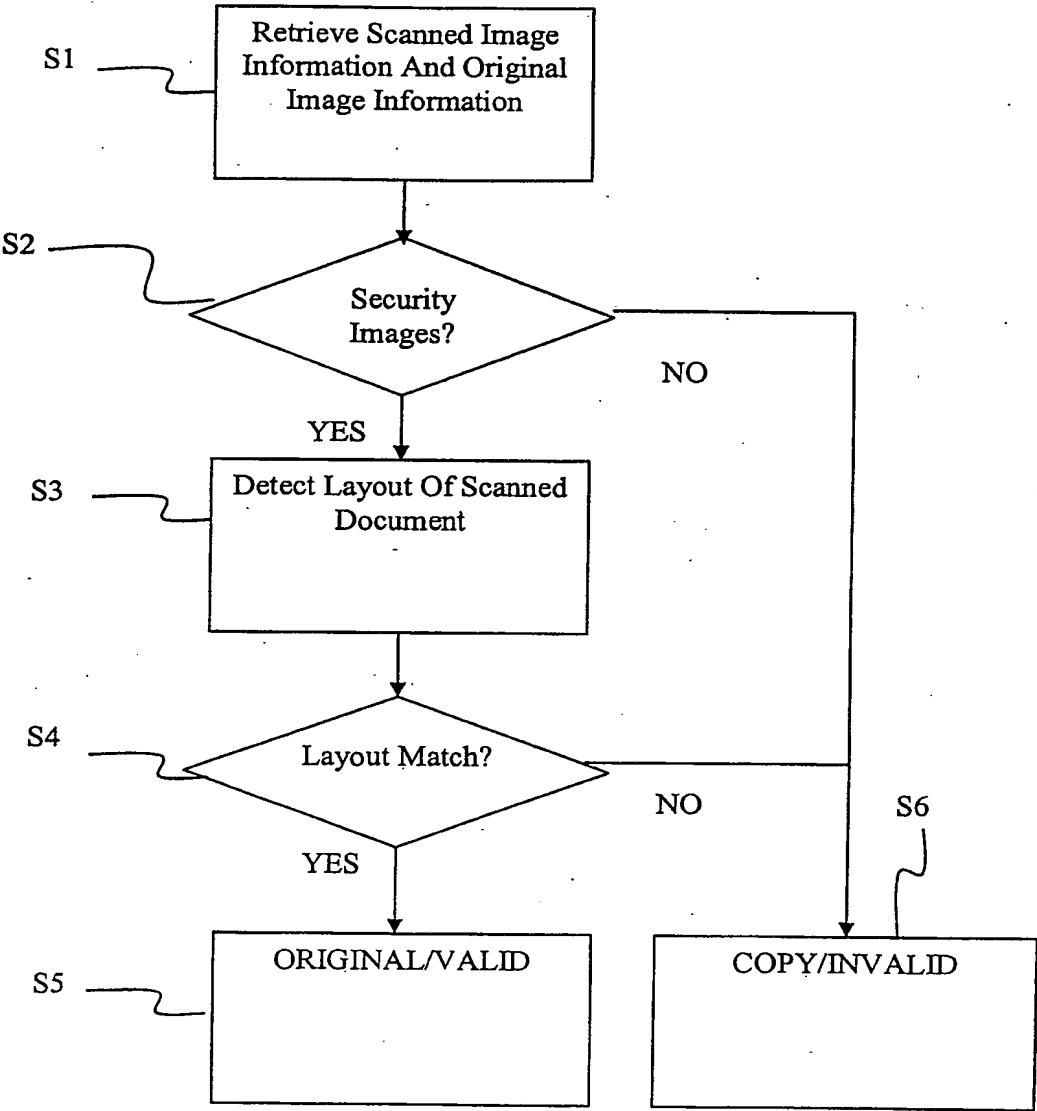 S1
Retrieve Scanned Image
Information And Original
Image Information
S2
Security
Images?
NO
YES
S3
Detect Layout Of Scanned
Document
S4
Layout Match?
NO
S6
YES
ORIGINAL/VALID
COPY/INVALID
S5